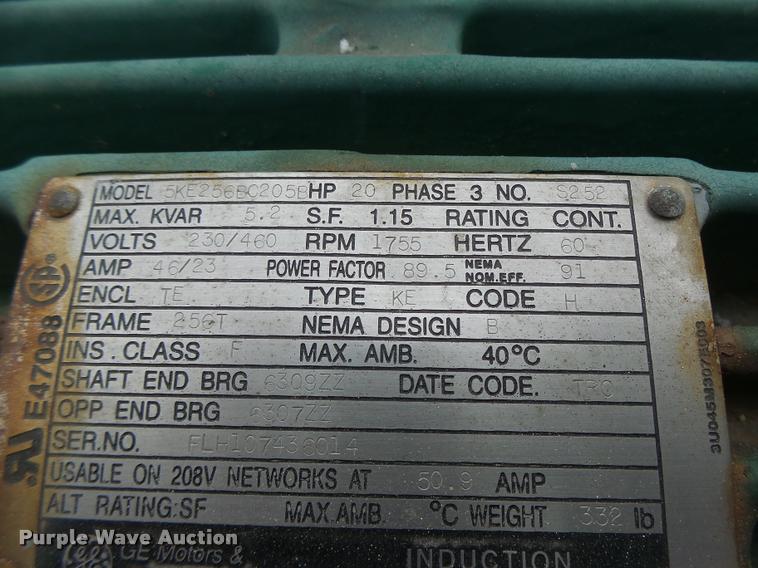 MODEL 5KE256BC205B HP 20 PHASE 3 NO. S252
MAX. KVAR 5.2 S.F. 1.15 RATING CONT.
VOLTS 230/460 RPM 1755 HERTZ 60
AMP 46/23 POWER FACTOR 89.5 NEMA NOM.EFF. 91
ENCL TE TYPE KE CODE H
FRAME 256T NEMA DESIGN B
INS. CLASS F MAX. AMB. 40°C
SHAFT END BRG 6309ZZ DATE CODE. TRC
OPP END BRG 6307ZZ
SER.NO. FLH107436014
USABLE ON 208V NETWORKS AT 50.9 AMP
ALT RATING:SF MAX.AMB. °C WEIGHT 332 lb
GE Motors &
INDUCTION
E47088
Purple Wave Auction